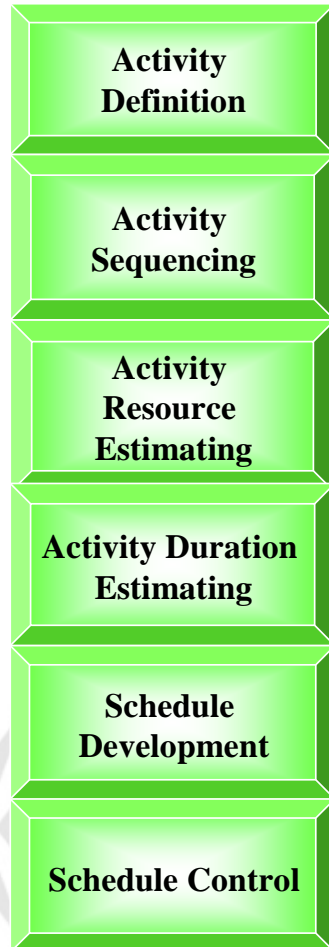 Activity
Definition
Activity
Sequencing
Activity
Resource
Estimating
Activity Duration
Estimating
Schedule
Development
Schedule Control